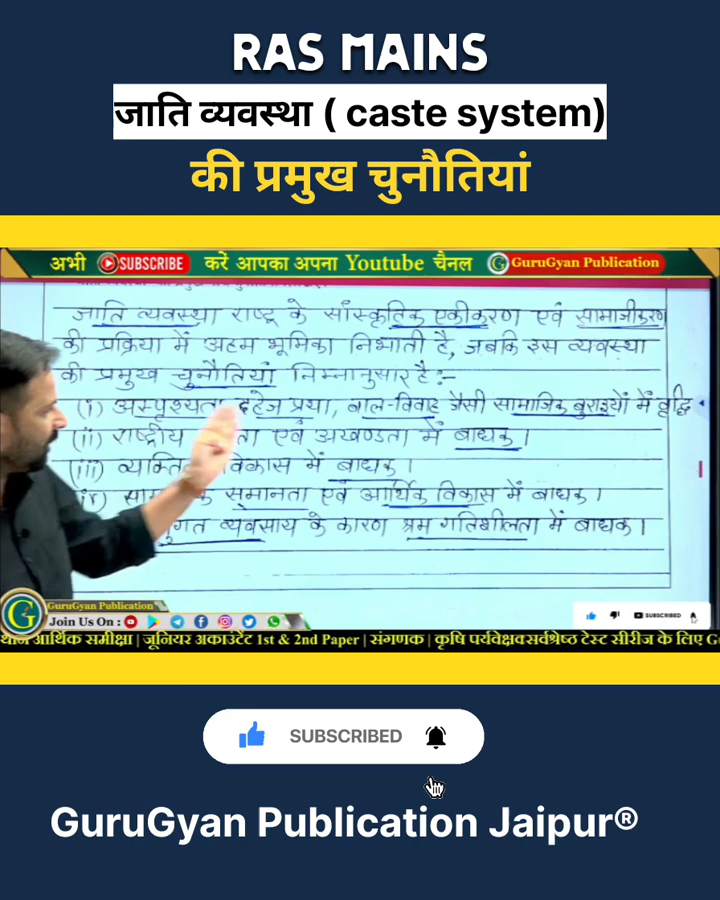 RAS MAINS
जाति व्यवस्था ( caste system)
की प्रमुख चुनौतियां
अभी SUBSCRIBE करें आपका अपना Youtube चैनल GuruGyan Publication
जाति व्यवस्था राष्ट्र के सांस्कृतिक एकीकरण एवं सामाजीकरण
की प्रक्रिया में अहम भूमिका निभाती है, जबकि इस व्यवस्था
की प्रमुख चुनौतियां निम्नानुसार है:-
(i) अस्पृश्यता दहेज प्रथा, बाल-विवाह जैसी सामाजिक बुराइयों में वृद्धि
(ii) राष्ट्रीय एवं अखण्डता में बाधक।
(iii) विकास में बाधक।
समानता एवं आर्थिक विकास में बाधक।
व्यवसाय के कारण श्रम गतिशीलता में बाधक।
GuruGyan Publication
Join Us On :
SUBSCRIBED
आर्थिक समीक्षा | जूनियर अकाउंटेंट 1st & 2nd Paper | संगणक | कृषि पर्यवेक्षक सर्वश्रेष्ठ टेस्ट सीरीज के लिए G
SUBSCRIBED
GuruGyan Publication Jaipur®